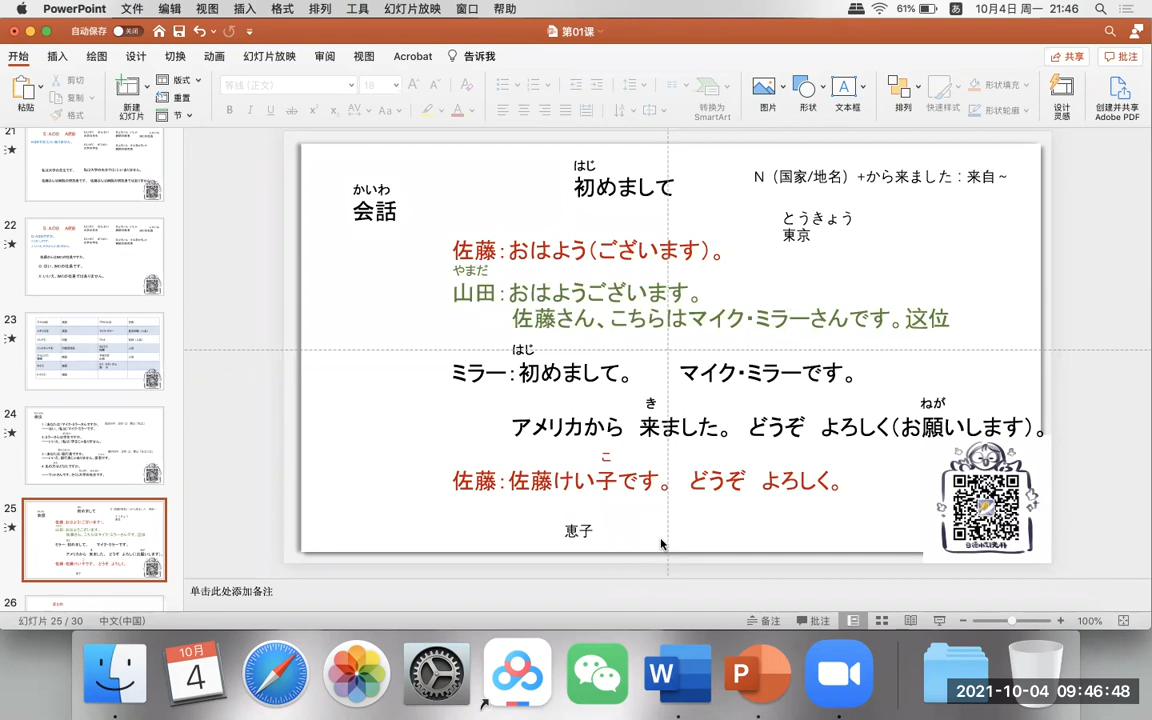 PowerPoint 文件 编辑 视图 插入 格式 排列 工具 幻灯片放映 窗口 帮助 61% あ 10月4日 周一 21:46
自动保存 关闭 第01课
开始 插入 绘图 设计 切换 动画 幻灯片放映 审阅 视图 Acrobat 告诉我 共享 批注
粘贴 剪切 复制 格式 新建幻灯片 版式 重置 节 等线 (正文) 18 转换为 SmartArt 图片 形状 文本框 排列 快速样式 形状填充 形状轮廓 设计灵感 创建并共享 Adobe PDF
21
22
23
24
25
26
はじ
初めまして
N（国家/地名）+から来ました：来自～
かいわ
会話
とうきょう
東京
佐藤：おはよう（ございます）。
やまだ
山田：おはようございます。
佐藤さん、こちらはマイク・ミラーさんです。这位
はじ
ミラー：初めまして。 マイク・ミラーです。
き ねが
アメリカから 来ました。 どうぞ よろしく（お願いします）。
こ
佐藤：佐藤けい子です。 どうぞ よろしく。
恵子
单击此处添加备注
幻灯片 25 / 30 中文(中国) 备注 批注 100%
10月
4
W
P
2021-10-04 09:46:48